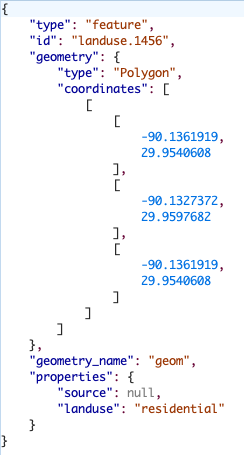 {
    "type": "feature",
    "id": "landuse.1456",
    "geometry": {
        "type": "Polygon",
        "coordinates": [
            [
                [
                    -90.1361919,
                    29.9540608
                ],
                [
                    -90.1327372,
                    29.9597682
                ],
                [
                    -90.1361919,
                    29.9540608
                ]
            ]
        ]
    },
    "geometry_name": "geom",
    "properties": {
        "source": null,
        "landuse": "residential"
    }
}